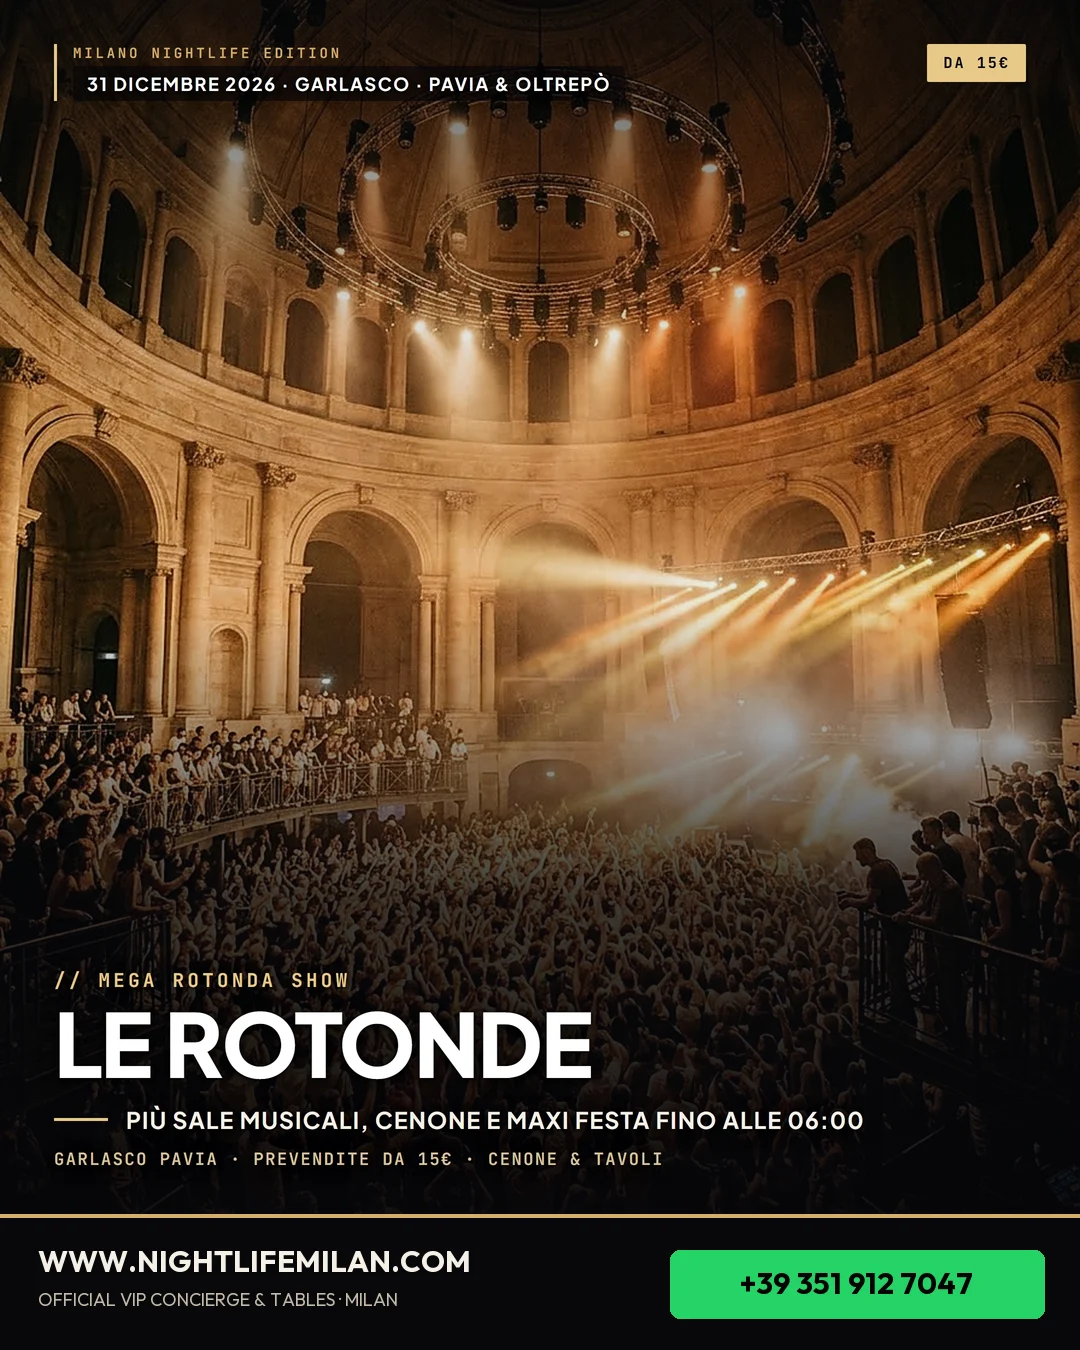 MILANO NIGHTLIFE EDITION
31 DICEMBRE 2026 · GARLASCO · PAVIA & OLTREPÒ
DA 15€
// MEGA ROTONDA SHOW
LE ROTONDE
PIÙ SALE MUSICALI, CENONE E MAXI FESTA FINO ALLE 06:00
GARLASCO PAVIA · PREVENDITE DA 15€ · CENONE & TAVOLI
WWW.NIGHTLIFEMILAN.COM
OFFICIAL VIP CONCIERGE & TABLES · MILAN
+39 351 912 7047